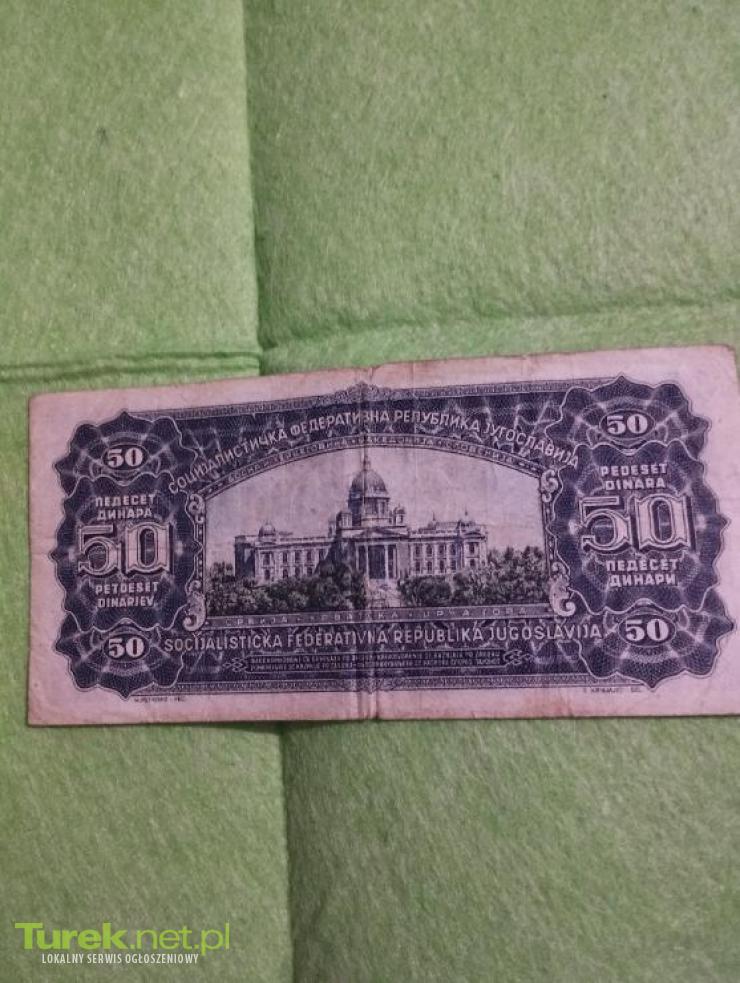 СОЦИЈАЛИСТИЧКА ФЕДЕРАТИВНА РЕПУБЛИКА ЈУГОСЛАВИЈА
50
ПЕДЕСЕТ
ДИНАРА
50
PETDESET
DINARJEV
50
50
PEDESET
DINARA
50
ПЕДЕСЕТ
ДИНАРИ
50
SOCIJALISTIČKA FEDERATIVNA REPUBLIKA JUGOSLAVIJA
Turek.net.pl
LOKALNY SERWIS OGŁOSZENIOWY